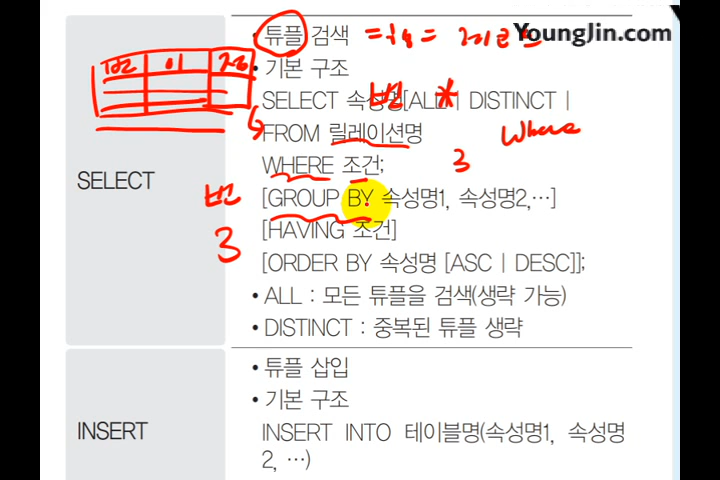 YoungJin.com
SELECT
• 튜플 검색
• 기본 구조
SELECT 속성명[ALL | DISTINCT |
FROM 릴레이션명
WHERE 조건;
[GROUP BY 속성명1, 속성명2,…]
[HAVING 조건]
[ORDER BY 속성명 [ASC | DESC]];
• ALL : 모든 튜플을 검색(생략 가능)
• DISTINCT : 중복된 튜플 생략
번 *
Where
3
번
3
INSERT
• 튜플 삽입
• 기본 구조
INSERT INTO 테이블명(속성명1, 속성명
2, …)